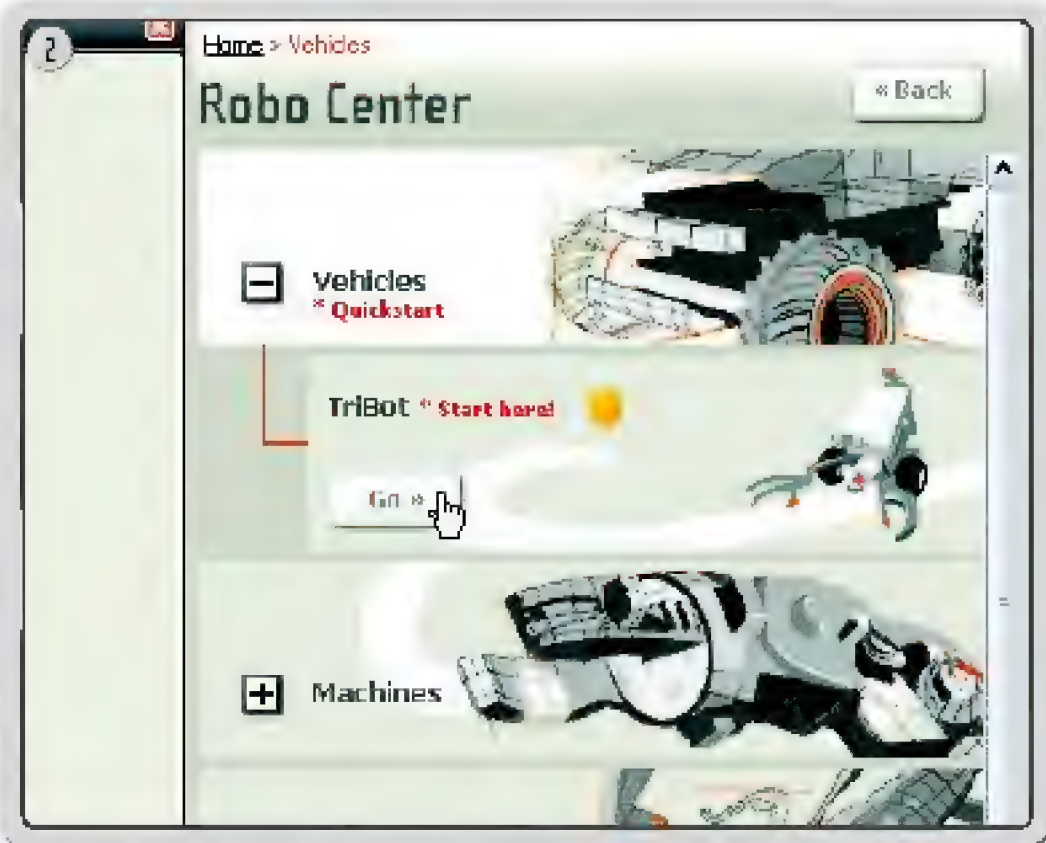 2
Home > Vehicles
Robo Center
« Back
Vehicles
» Quickstart
TriBot » Start here!
Go »
Machines